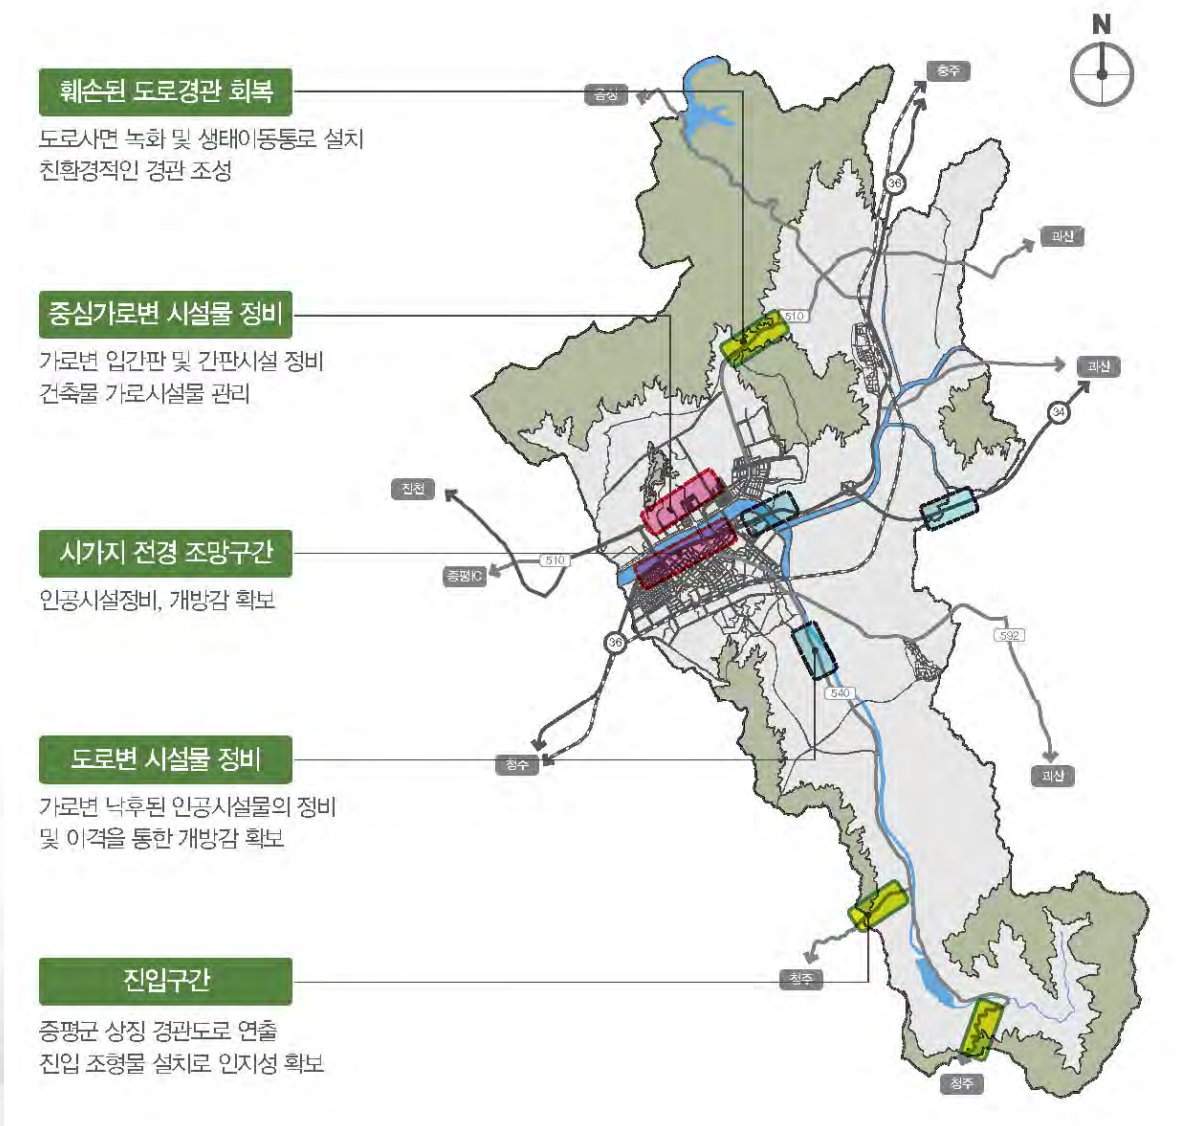 훼손된 도로경관 회복
도로사면 녹화 및 생태이동통로 설치
친환경적인 경관 조성
중심가로변 시설물 정비
가로변 입간판 및 간판시설 정비
건축물 가로시설물 관리
시가지 전경 조망구간
인공시설정비, 개방감 확보
도로변 시설물 정비
가로변 낙후된 인공시설물의 정비
및 이격을 통한 개방감 확보
진입구간
증평군 상징 경관도로 연출
진입 조형물 설치로 인지성 확보
N
음성
충주
36
괴산
510
괴산
34
진천
510
증평IC
36
592
540
청주
괴산
청주
청주